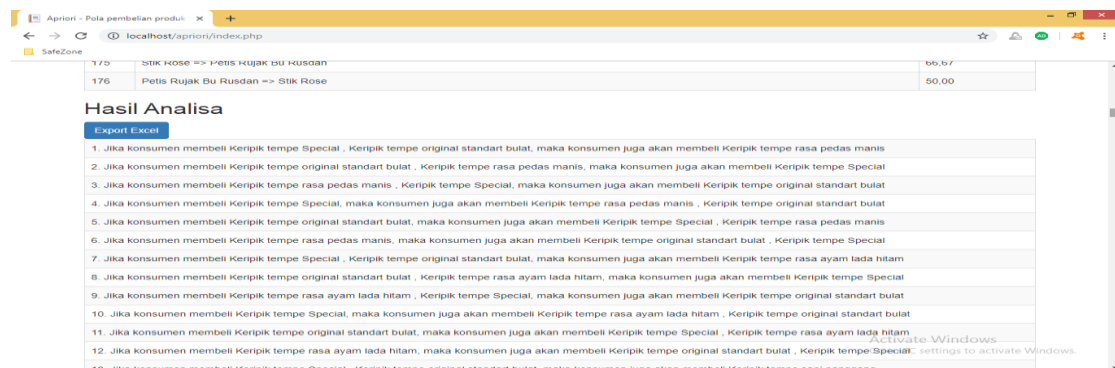 Apriori - Pola pembelian produk
localhost/apriori/index.php
SafeZone
175 Stik Rose => Petis Rujak Bu Rusdan 66,67
176 Petis Rujak Bu Rusdan => Stik Rose 50,00
Hasil Analisa
Export Excel
1. Jika konsumen membeli Keripik tempe Special , Keripik tempe original standart bulat, maka konsumen juga akan membeli Keripik tempe rasa pedas manis
2. Jika konsumen membeli Keripik tempe original standart bulat , Keripik tempe rasa pedas manis, maka konsumen juga akan membeli Keripik tempe Special
3. Jika konsumen membeli Keripik tempe rasa pedas manis , Keripik tempe Special, maka konsumen juga akan membeli Keripik tempe original standart bulat
4. Jika konsumen membeli Keripik tempe Special, maka konsumen juga akan membeli Keripik tempe rasa pedas manis , Keripik tempe original standart bulat
5. Jika konsumen membeli Keripik tempe original standart bulat, maka konsumen juga akan membeli Keripik tempe Special , Keripik tempe rasa pedas manis
6. Jika konsumen membeli Keripik tempe rasa pedas manis, maka konsumen juga akan membeli Keripik tempe original standart bulat , Keripik tempe Special
7. Jika konsumen membeli Keripik tempe Special , Keripik tempe original standart bulat, maka konsumen juga akan membeli Keripik tempe rasa ayam lada hitam
8. Jika konsumen membeli Keripik tempe original standart bulat , Keripik tempe rasa ayam lada hitam, maka konsumen juga akan membeli Keripik tempe Special
9. Jika konsumen membeli Keripik tempe rasa ayam lada hitam , Keripik tempe Special, maka konsumen juga akan membeli Keripik tempe original standart bulat
10. Jika konsumen membeli Keripik tempe Special, maka konsumen juga akan membeli Keripik tempe rasa ayam lada hitam , Keripik tempe original standart bulat
11. Jika konsumen membeli Keripik tempe original standart bulat, maka konsumen juga akan membeli Keripik tempe Special , Keripik tempe rasa ayam lada hitam
Activate Windows
12. Jika konsumen membeli Keripik tempe rasa ayam lada hitam, maka konsumen juga akan membeli Keripik tempe original standart bulat , Keripik tempe Special
settings to activate Windows.